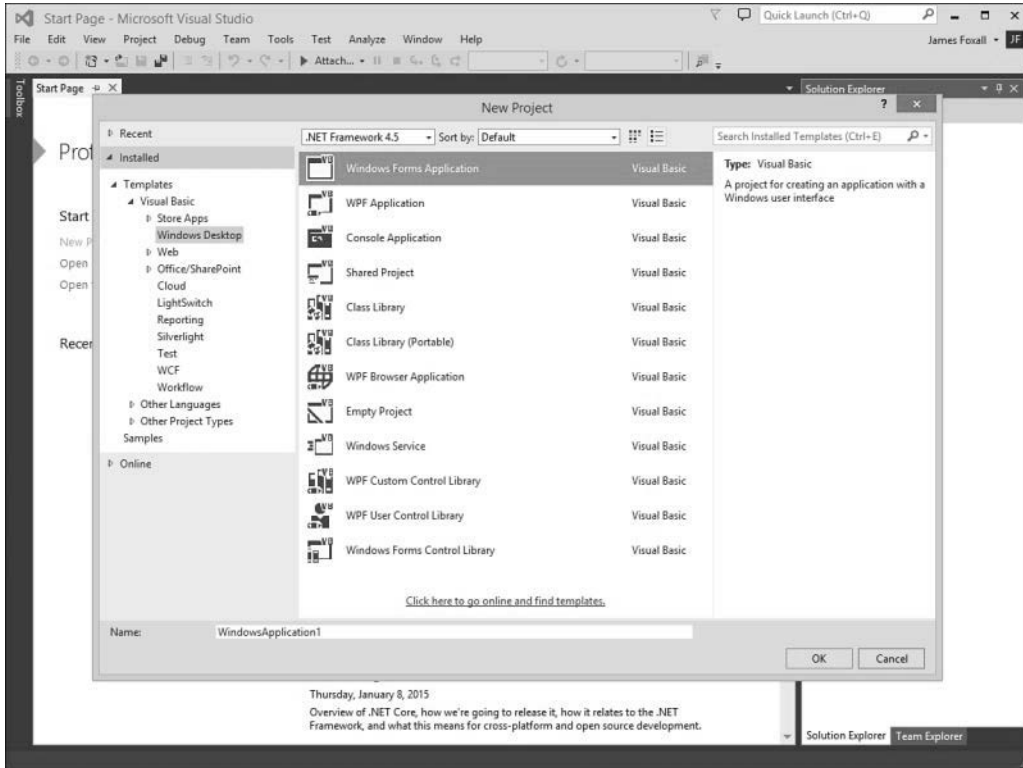 Start Page - Microsoft Visual Studio
Quick Launch (Ctrl+Q)
File Edit View Project Debug Team Tools Test Analyze Window Help
James Foxall JF
Attach...
Toolbox
Start Page
Solution Explorer
New Project
?
Recent
Installed
Templates
Visual Basic
Store Apps
Windows Desktop
Web
Office/SharePoint
Cloud
LightSwitch
Reporting
Silverlight
Test
WCF
Workflow
Other Languages
Other Project Types
Samples
Online
.NET Framework 4.5 Sort by: Default
Search Installed Templates (Ctrl+E)
Windows Forms Application Visual Basic
WPF Application Visual Basic
Console Application Visual Basic
Shared Project Visual Basic
Class Library Visual Basic
Class Library (Portable) Visual Basic
WPF Browser Application Visual Basic
Empty Project Visual Basic
Windows Service Visual Basic
WPF Custom Control Library Visual Basic
WPF User Control Library Visual Basic
Windows Forms Control Library Visual Basic
Click here to go online and find templates.
Type: Visual Basic
A project for creating an application with a
Windows user interface
Name: WindowsApplication1
OK Cancel
Prof
Start
New P
Open
Open
Recer
Thursday, January 8, 2015
Overview of .NET Core, how we're going to release it, how it relates to the .NET
Framework, and what this means for cross-platform and open source development.
Solution Explorer Team Explorer